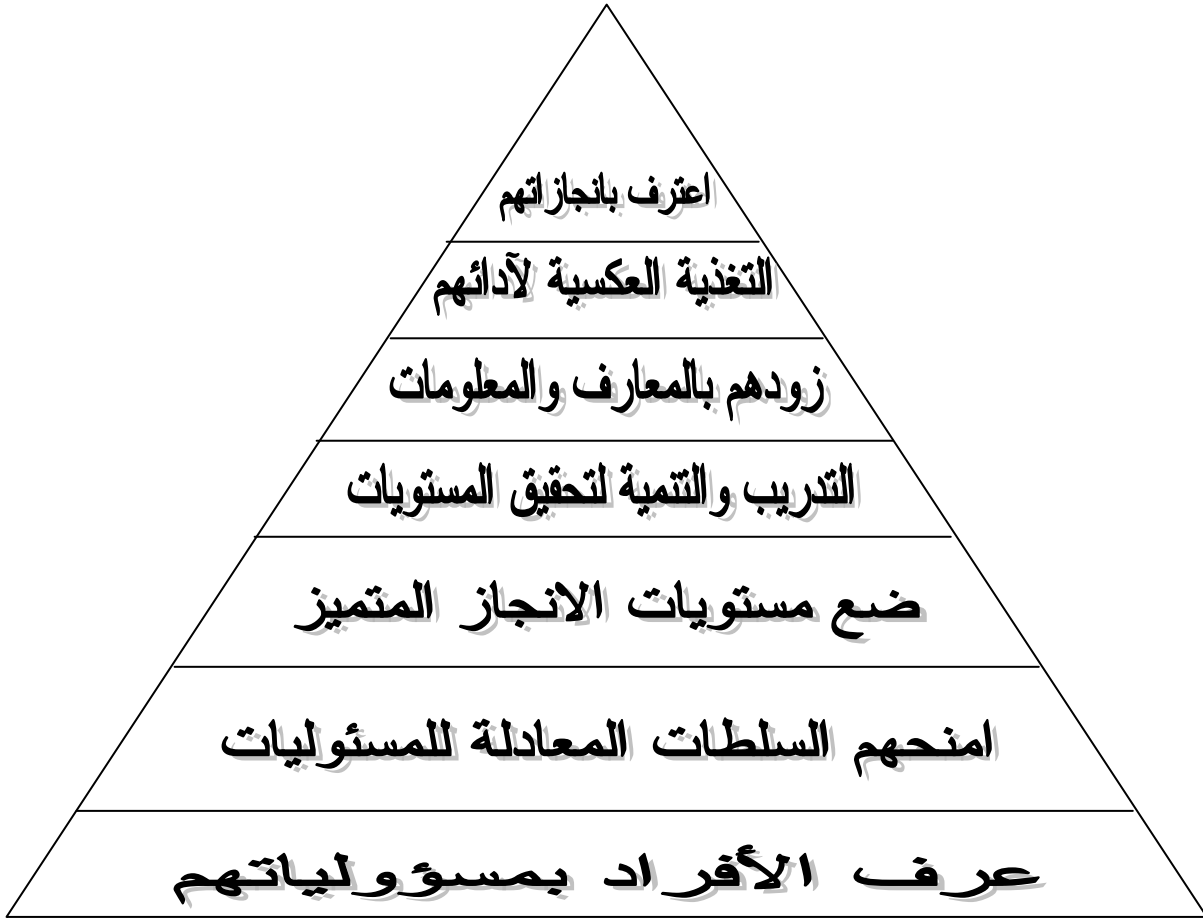 اعترف بانجازاتهم
التغذية العكسية لآدائهم
زودهم بالمعارف والمعلومات
التدريب والتنمية لتحقيق المستويات
ضع مستويات الانجاز المتميز
امنحهم السلطات المعادلة للمسئوليات
عرف الأفراد بمسؤولياتهم